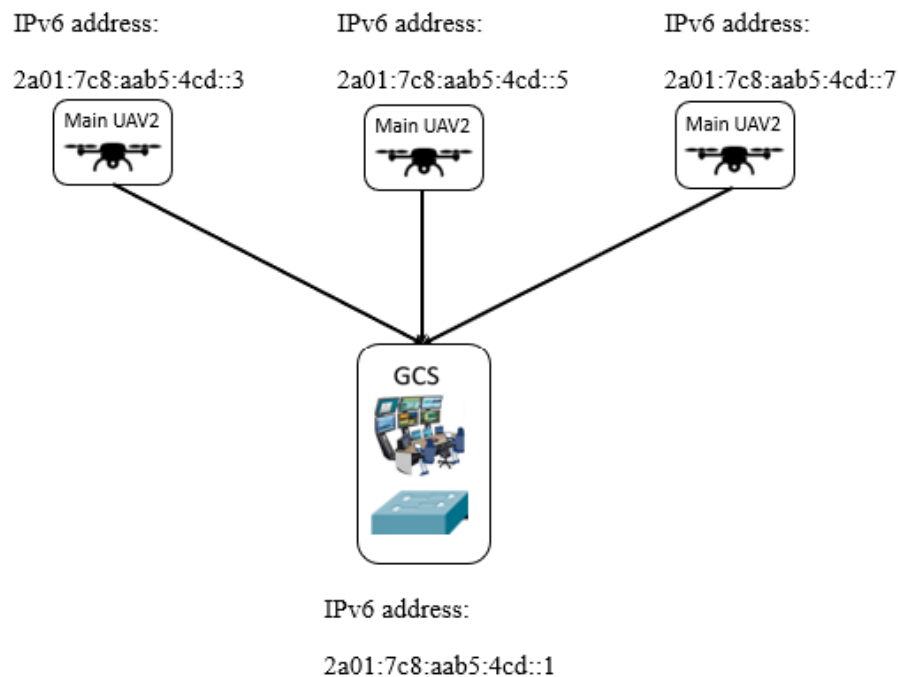 IPv6 address:
2a01:7c8:aab5:4cd::3
Main UAV2
IPv6 address:
2a01:7c8:aab5:4cd::5
Main UAV2
IPv6 address:
2a01:7c8:aab5:4cd::7
Main UAV2
GCS
IPv6 address:
2a01:7c8:aab5:4cd::1